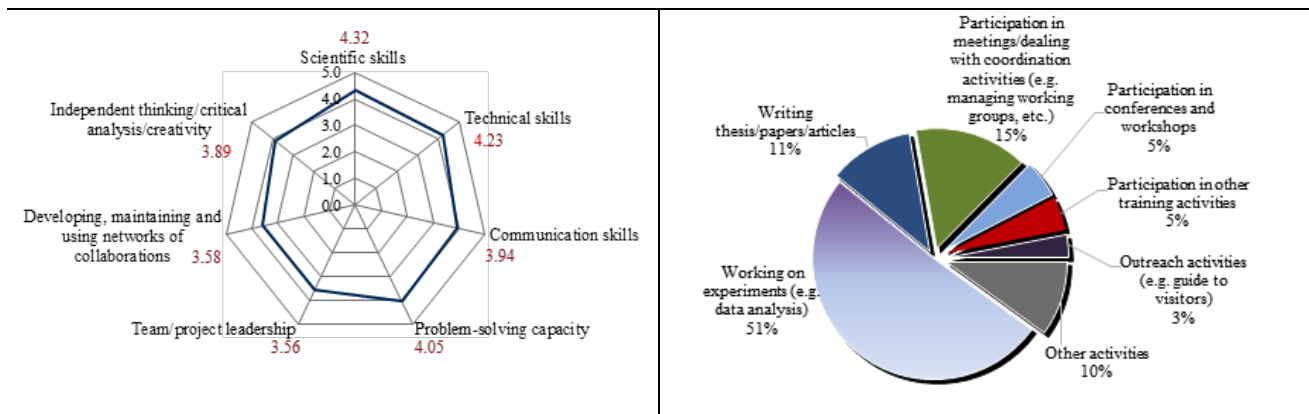 4.32
Scientific skills
5.0
4.0
3.0
2.0
1.0
0.0
Technical skills
4.23
Communication skills
3.94
Problem-solving capacity
4.05
Team/project leadership
3.56
Developing, maintaining and
using networks of
collaborations
3.58
Independent thinking/critical
analysis/creativity
3.89
Participation in
meetings/dealing
with coordination
activities (e.g.
managing working
groups, etc.)
15%
Participation in
conferences and
workshops
5%
Participation in other
training activities
5%
Outreach activities
(e.g. guide to
visitors)
3%
Other activities
10%
Working on
experiments (e.g.
data analysis)
51%
Writing
thesis/papers/articles
11%